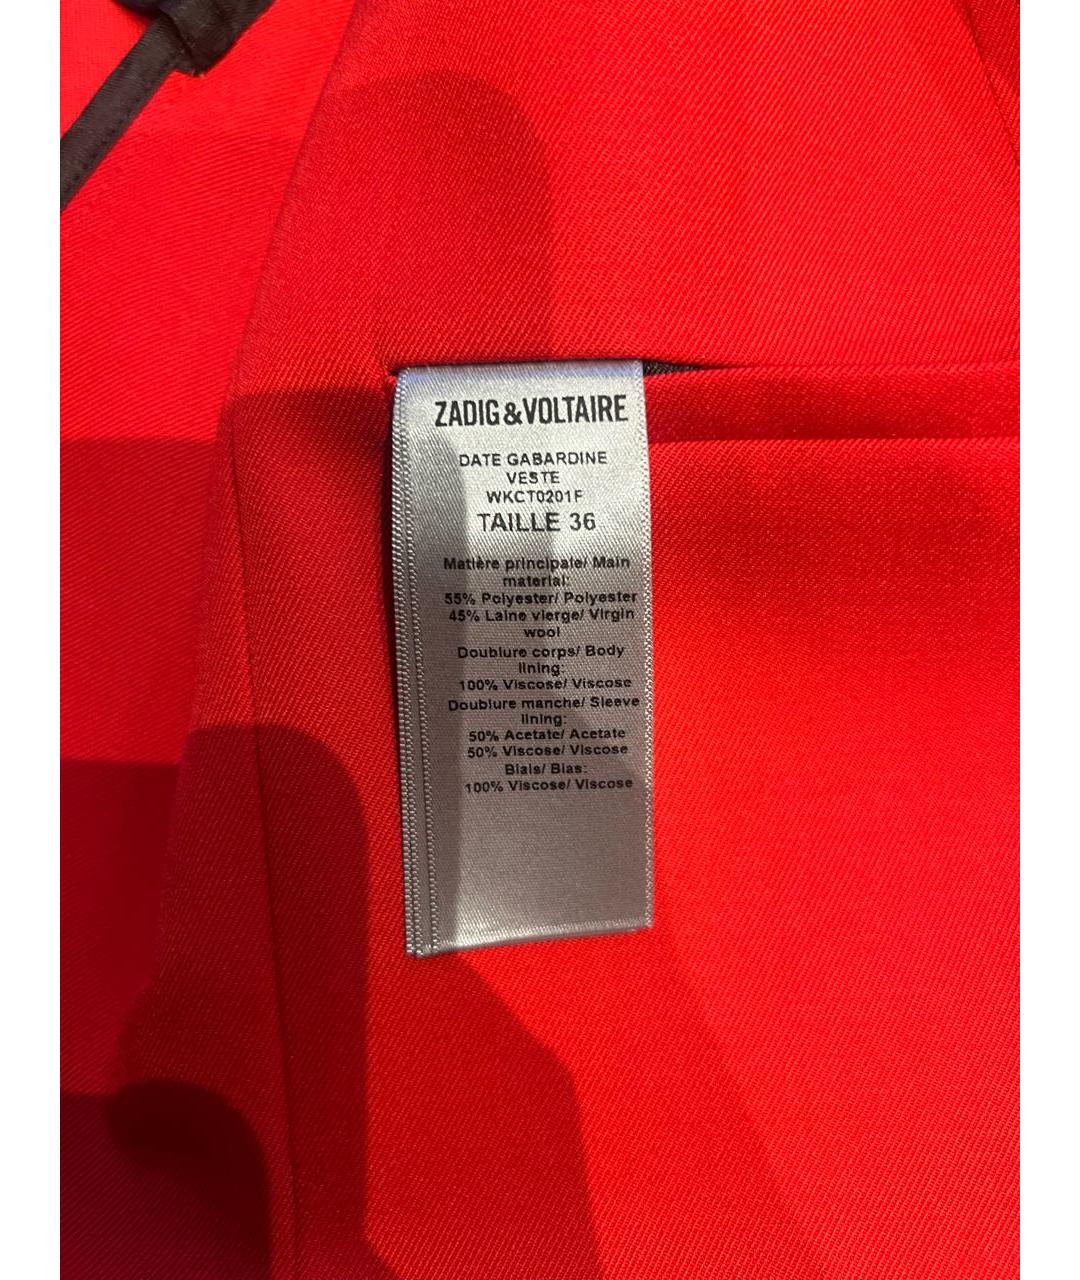 ZADIG&VOLTAIRE
DATE GABARDINE
VESTE
WKCT0201F
TAILLE 36
Matière principale/ Main
material:
55% Polyester/ Polyester
45% Laine vierge/ Virgin
wool
Doublure corps/ Body
lining:
100% Viscose/ Viscose
Doublure manche/ Sleeve
lining:
50% Acetate/ Acetate
50% Viscose/ Viscose
Biais/ Bias:
100% Viscose/ Viscose